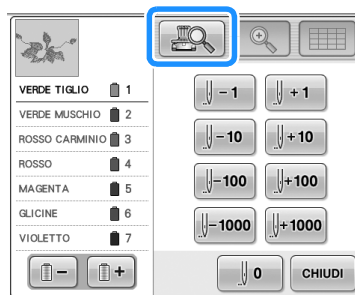 VERDE TIGLIO 1
VERDE MUSCHIO 2
ROSSO CARMINIO 3
ROSSO 4
MAGENTA 5
GLICINE 6
VIOLETTO 7
− +
− 1 + 1
− 10 + 10
− 100 + 100
− 1000 + 1000
0 CHIUDI